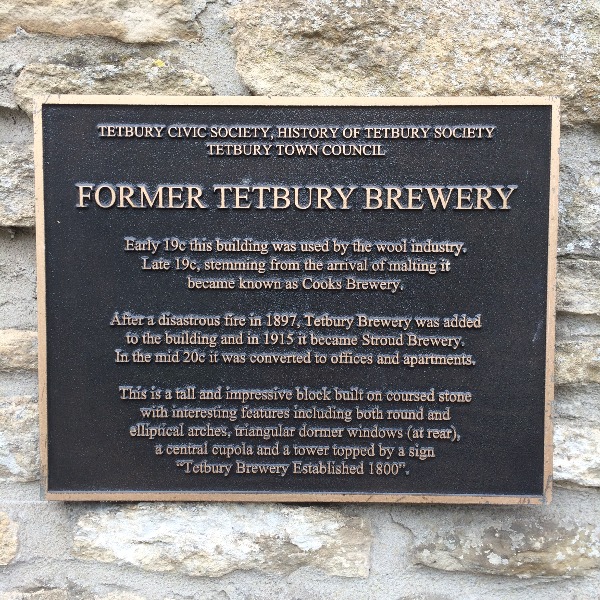 TETBURY CIVIC SOCIETY, HISTORY OF TETBURY SOCIETY
TETBURY TOWN COUNCIL
FORMER TETBURY BREWERY
Early 19c this building was used by the wool industry.
Late 19c, stemming from the arrival of malting it
became known as Cooks Brewery.
After a disastrous fire in 1897, Tetbury Brewery was added
to the building and in 1915 it became Stroud Brewery.
In the mid 20c it was converted to offices and apartments.
This is a tall and impressive block built on coursed stone
with interesting features including both round and
elliptical arches, triangular dormer windows (at rear),
a central cupola and a tower topped by a sign
"Tetbury Brewery Established 1800".